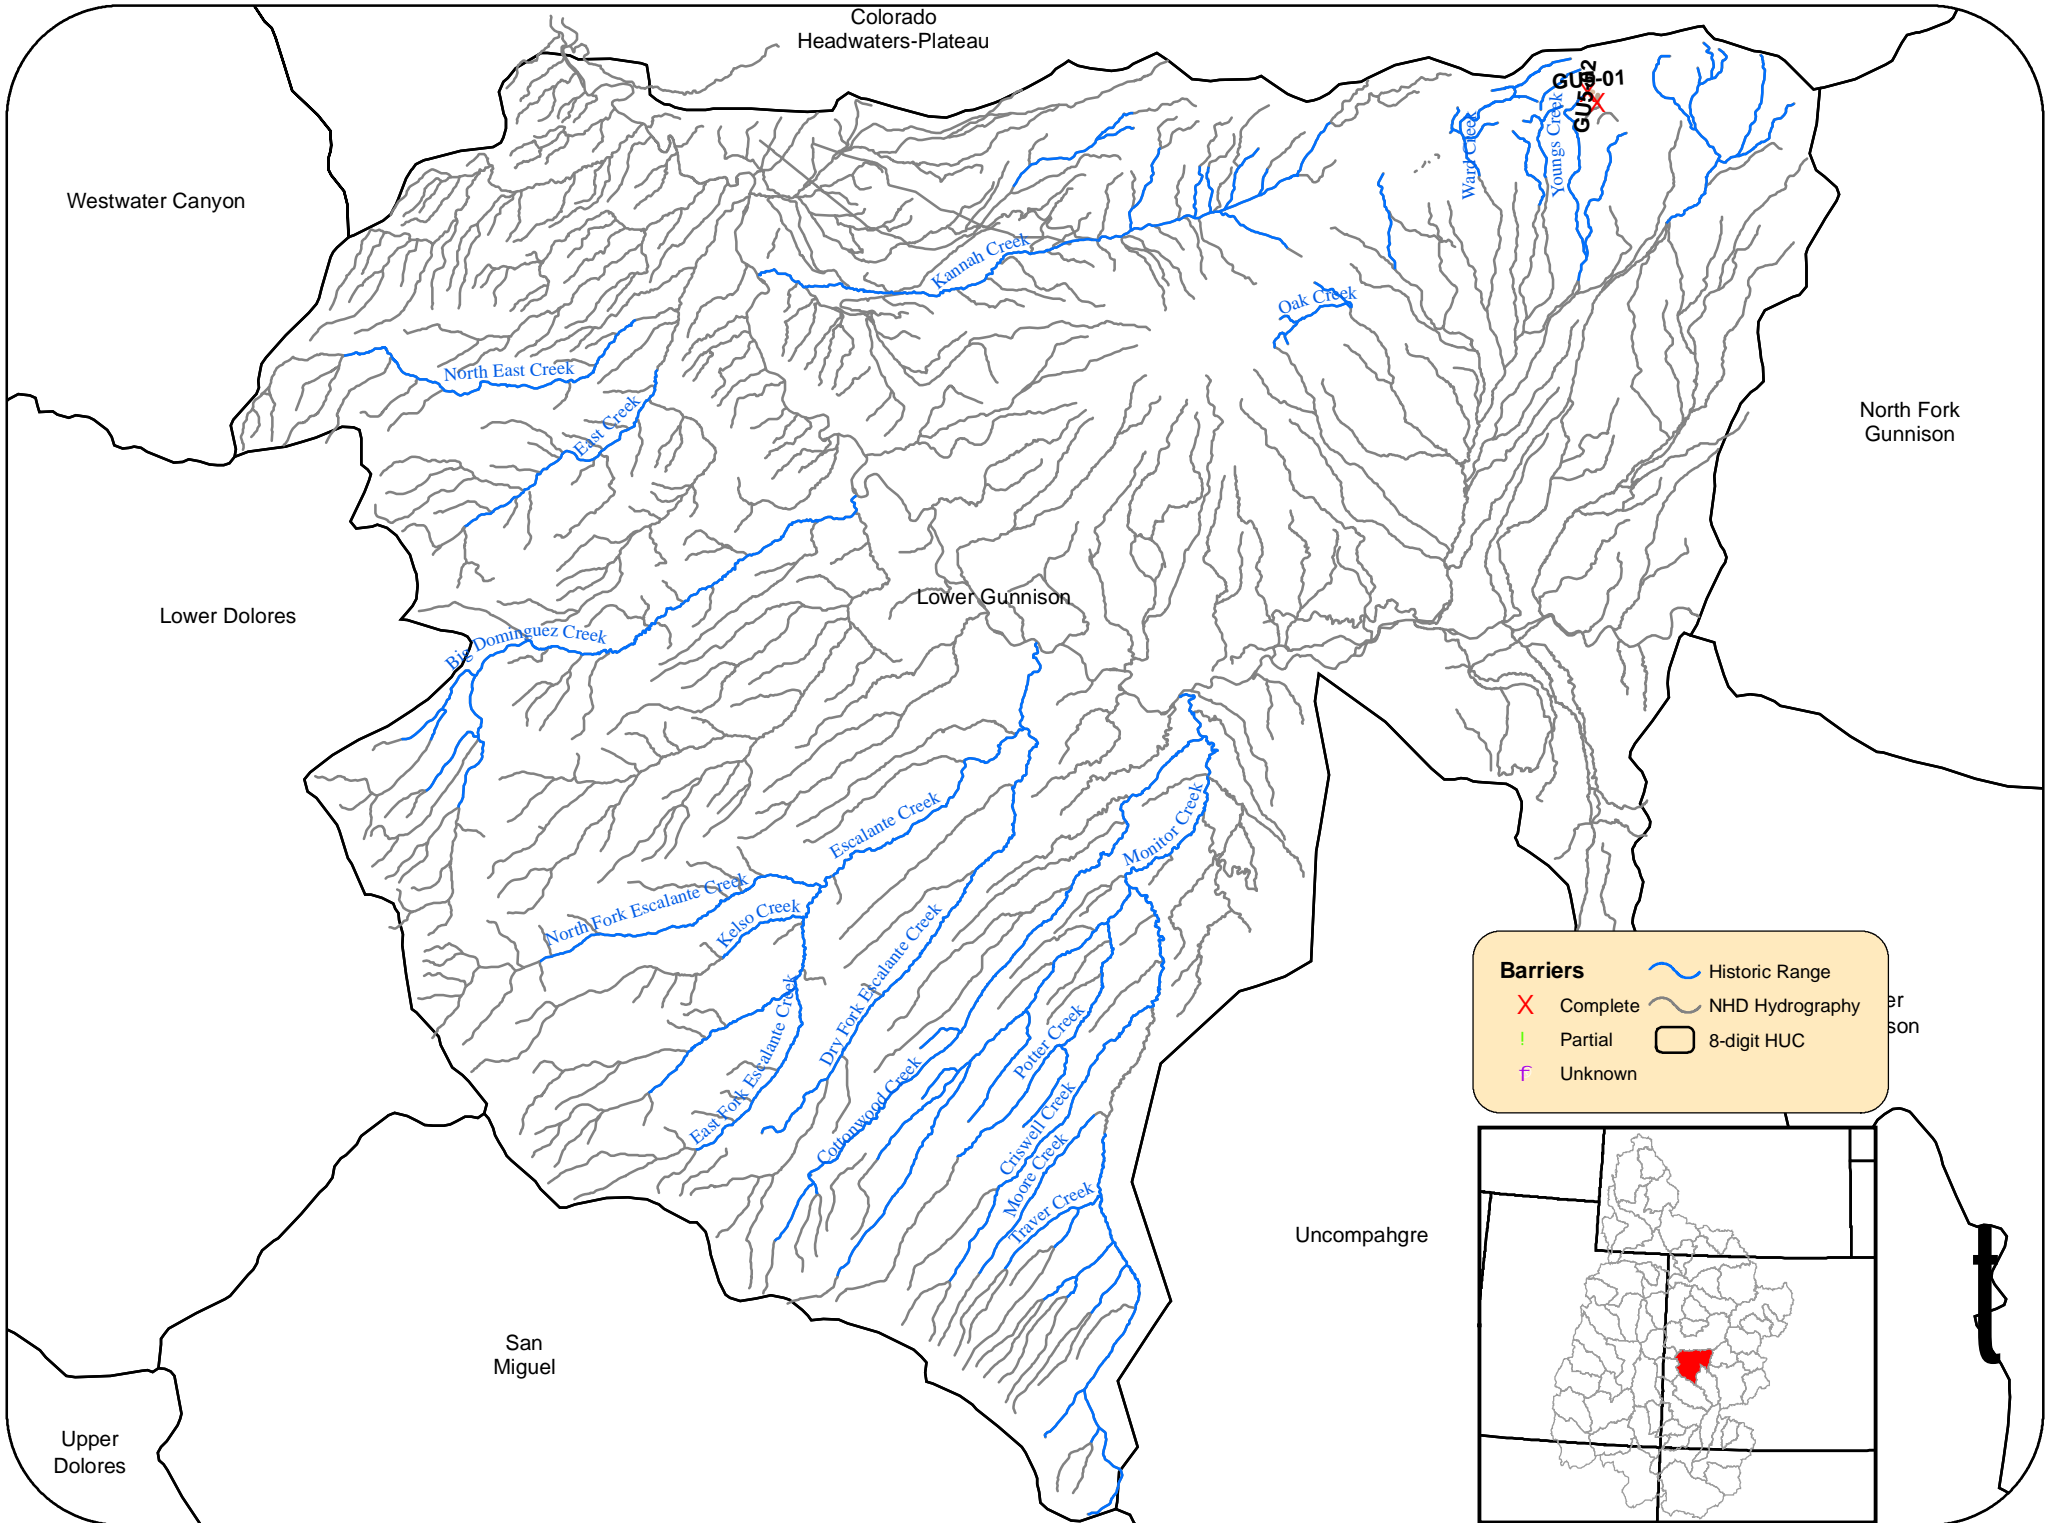 Colorado
Headwaters-Plateau
GU5-01
Westwater Canyon
Ward Creek
Youngs Creek
Kannah Creek
Oak Creek
North East Creek
East Creek
North Fork
Gunnison
Lower Gunnison
Lower Dolores
Big Dominguez Creek
Escalante Creek
Monitor Creek
North Fork Escalante Creek
Kelso Creek
Dry Fork Escalante Creek
East Fork Escalante Creek
Cottonwood Creek
Potter Creek
Criswell Creek
Moore Creek
Traver Creek
Barriers
Historic Range
X Complete
NHD Hydrography
! Partial
8-digit HUC
f Unknown
er
son
Uncompahgre
San
Miguel
Upper
Dolores
t